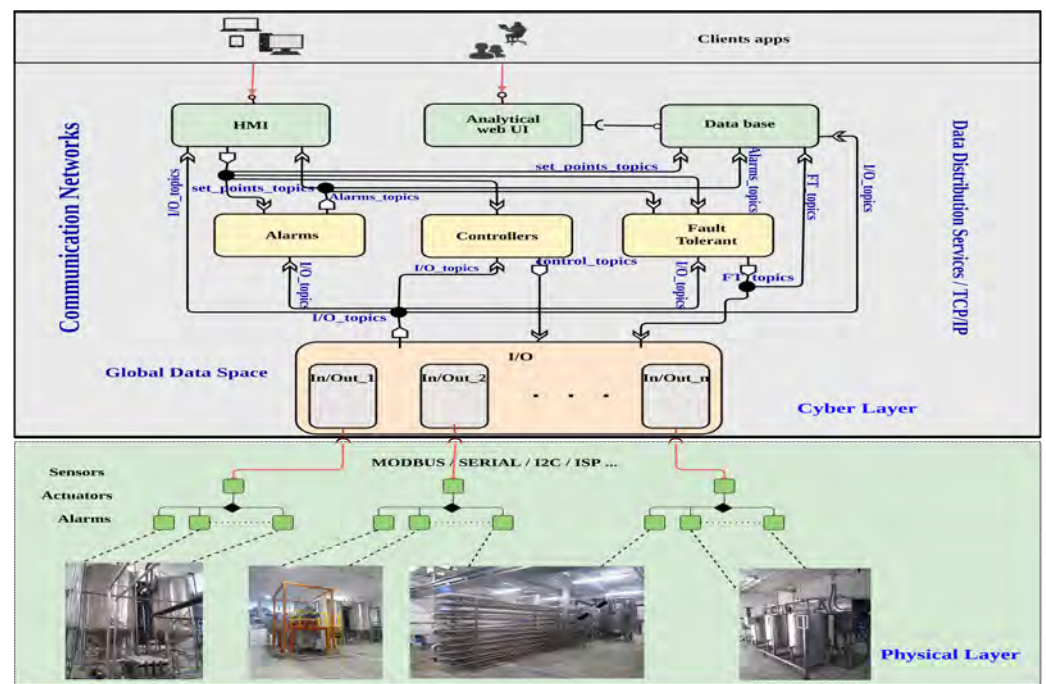 Clients apps
HMI
Analytical
web UI
Data base
Communication Networks
Data Distribution Services / TCP/IP
set_points_topics
I/O_topics
set_points_topics
Alarms_topics
Alarms_topics
FT_topics
I/O_topics
Alarms
Controllers
Fault
Tolerant
I/O_topics
I/O_topics
control_topics
I/O_topics
FT_topics
I/O_topics
I/O
Global Data Space
In/Out_1
In/Out_2
. . .
In/Out_n
Cyber Layer
MODBUS / SERIAL / I2C / ISP ...
Sensors
Actuators
Alarms
Physical Layer